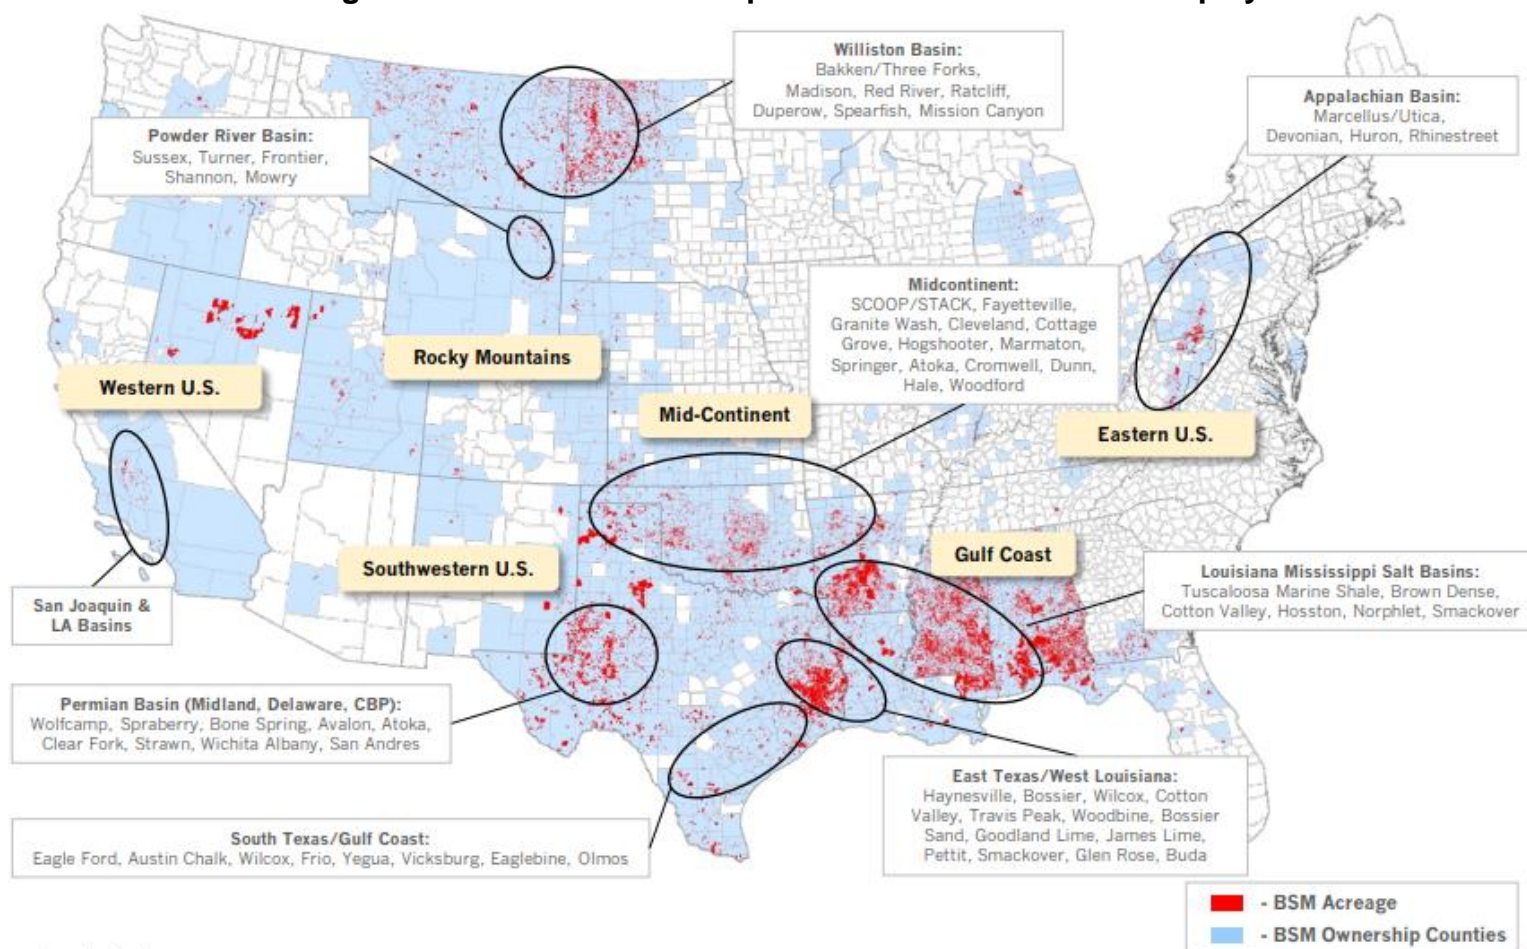 Williston Basin:
Bakken/Three Forks,
Madison, Red River, Ratcliff,
Duperow, Spearfish, Mission Canyon
Appalachian Basin:
Marcellus/Utica,
Devonian, Huron, Rhinestreet
Powder River Basin:
Sussex, Turner, Frontier,
Shannon, Mowry
Midcontinent:
SCOOP/STACK, Fayetteville,
Granite Wash, Cleveland, Cottage
Grove, Hogshooter, Marmaton,
Springer, Atoka, Cromwell, Dunn,
Hale, Woodford
Rocky Mountains
Western U.S.
Mid-Continent
Eastern U.S.
Gulf Coast
Southwestern U.S.
Louisiana Mississippi Salt Basins:
Tuscaloosa Marine Shale, Brown Dense,
Cotton Valley, Hosston, Norphlet, Smackover
San Joaquin &
LA Basins
Permian Basin (Midland, Delaware, CBP):
Wolfcamp, Spraberry, Bone Spring, Avalon, Atoka,
Clear Fork, Strawn, Wichita Albany, San Andres
East Texas/West Louisiana:
Haynesville, Bossier, Wilcox, Cotton
Valley, Travis Peak, Woodbine, Bossier
Sand, Goodland Lime, James Lime,
Pettit, Smackover, Glen Rose, Buda
South Texas/Gulf Coast:
Eagle Ford, Austin Chalk, Wilcox, Frio, Yegua, Vicksburg, Eaglebine, Olmos
- BSM Acreage
- BSM Ownership Counties